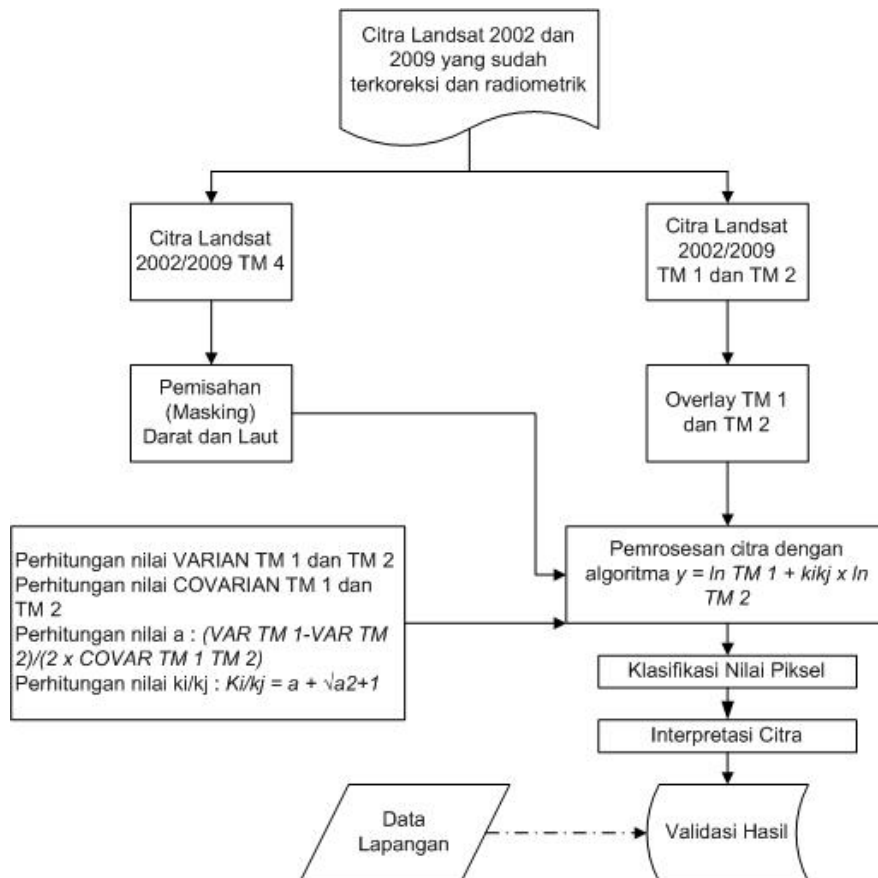 Citra Landsat 2002 dan
2009 yang sudah
terkoreksi dan radiometrik
Citra Landsat
2002/2009 TM 4
Citra Landsat
2002/2009
TM 1 dan TM 2
Pemisahan
(Masking)
Darat dan Laut
Overlay TM 1
dan TM 2
Perhitungan nilai VARIAN TM 1 dan TM 2
Perhitungan nilai COVARIAN TM 1 dan
TM 2
Perhitungan nilai a : (VAR TM 1-VAR TM
2)/(2 x COVAR TM 1 TM 2)
Perhitungan nilai ki/kj : Ki/kj = a + √a2+1
Pemrosesan citra dengan
algoritma y = ln TM 1 + kikj x ln
TM 2
Klasifikasi Nilai Piksel
Interpretasi Citra
Data
Lapangan
Validasi Hasil